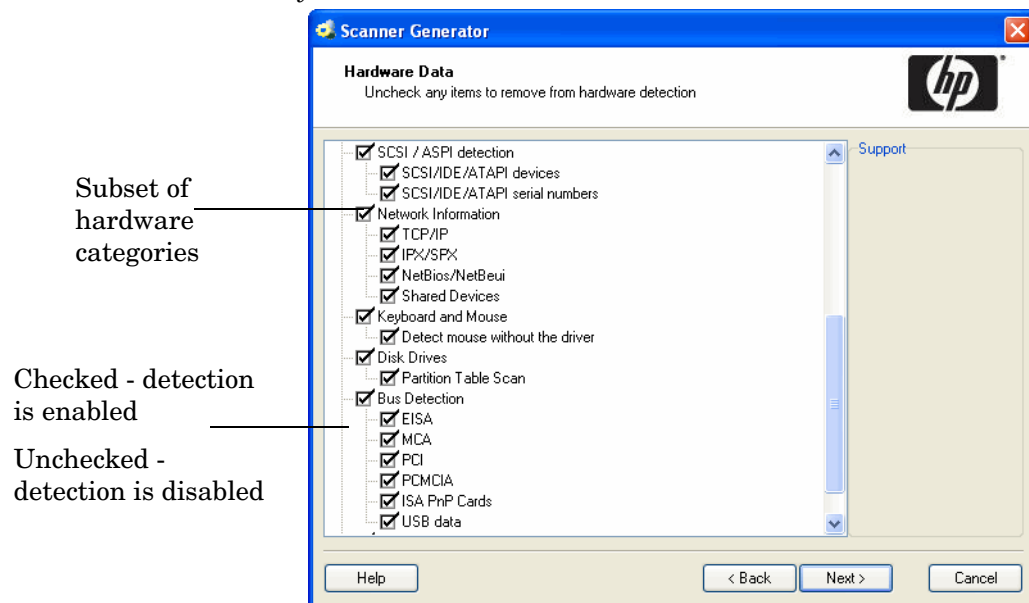 Scanner Generator
Hardware Data
Uncheck any items to remove from hardware detection
hp
SCSI / ASPI detection
SCSI/IDE/ATAPI devices
SCSI/IDE/ATAPI serial numbers
Network Information
TCP/IP
IPX/SPX
NetBios/NetBeui
Shared Devices
Keyboard and Mouse
Detect mouse without the driver
Disk Drives
Partition Table Scan
Bus Detection
EISA
MCA
PCI
PCMCIA
ISA PnP Cards
USB data
Support
Subset of
hardware
categories
Checked - detection
is enabled
Unchecked -
detection is disabled
Help
< Back
Next >
Cancel